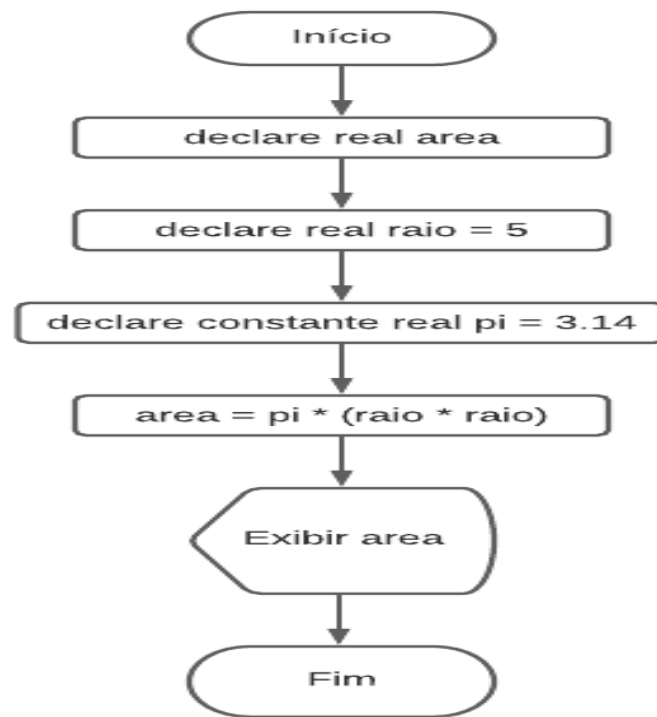 Início
declare real area
declare real raio = 5
declare constante real pi = 3.14
area = pi * (raio * raio)
Exibir area
Fim